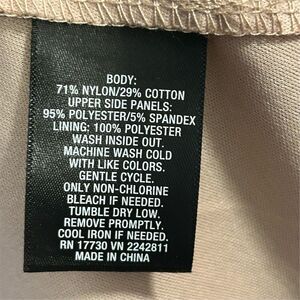 BODY:
71% NYLON/29% COTTON
UPPER SIDE PANELS:
95% POLYESTER/5% SPANDEX
LINING: 100% POLYESTER
WASH INSIDE OUT.
MACHINE WASH COLD
WITH LIKE COLORS.
GENTLE CYCLE.
ONLY NON-CHLORINE
BLEACH IF NEEDED.
TUMBLE DRY LOW.
REMOVE PROMPTLY.
COOL IRON IF NEEDED.
RN 17730 VN 2242811
MADE IN CHINA